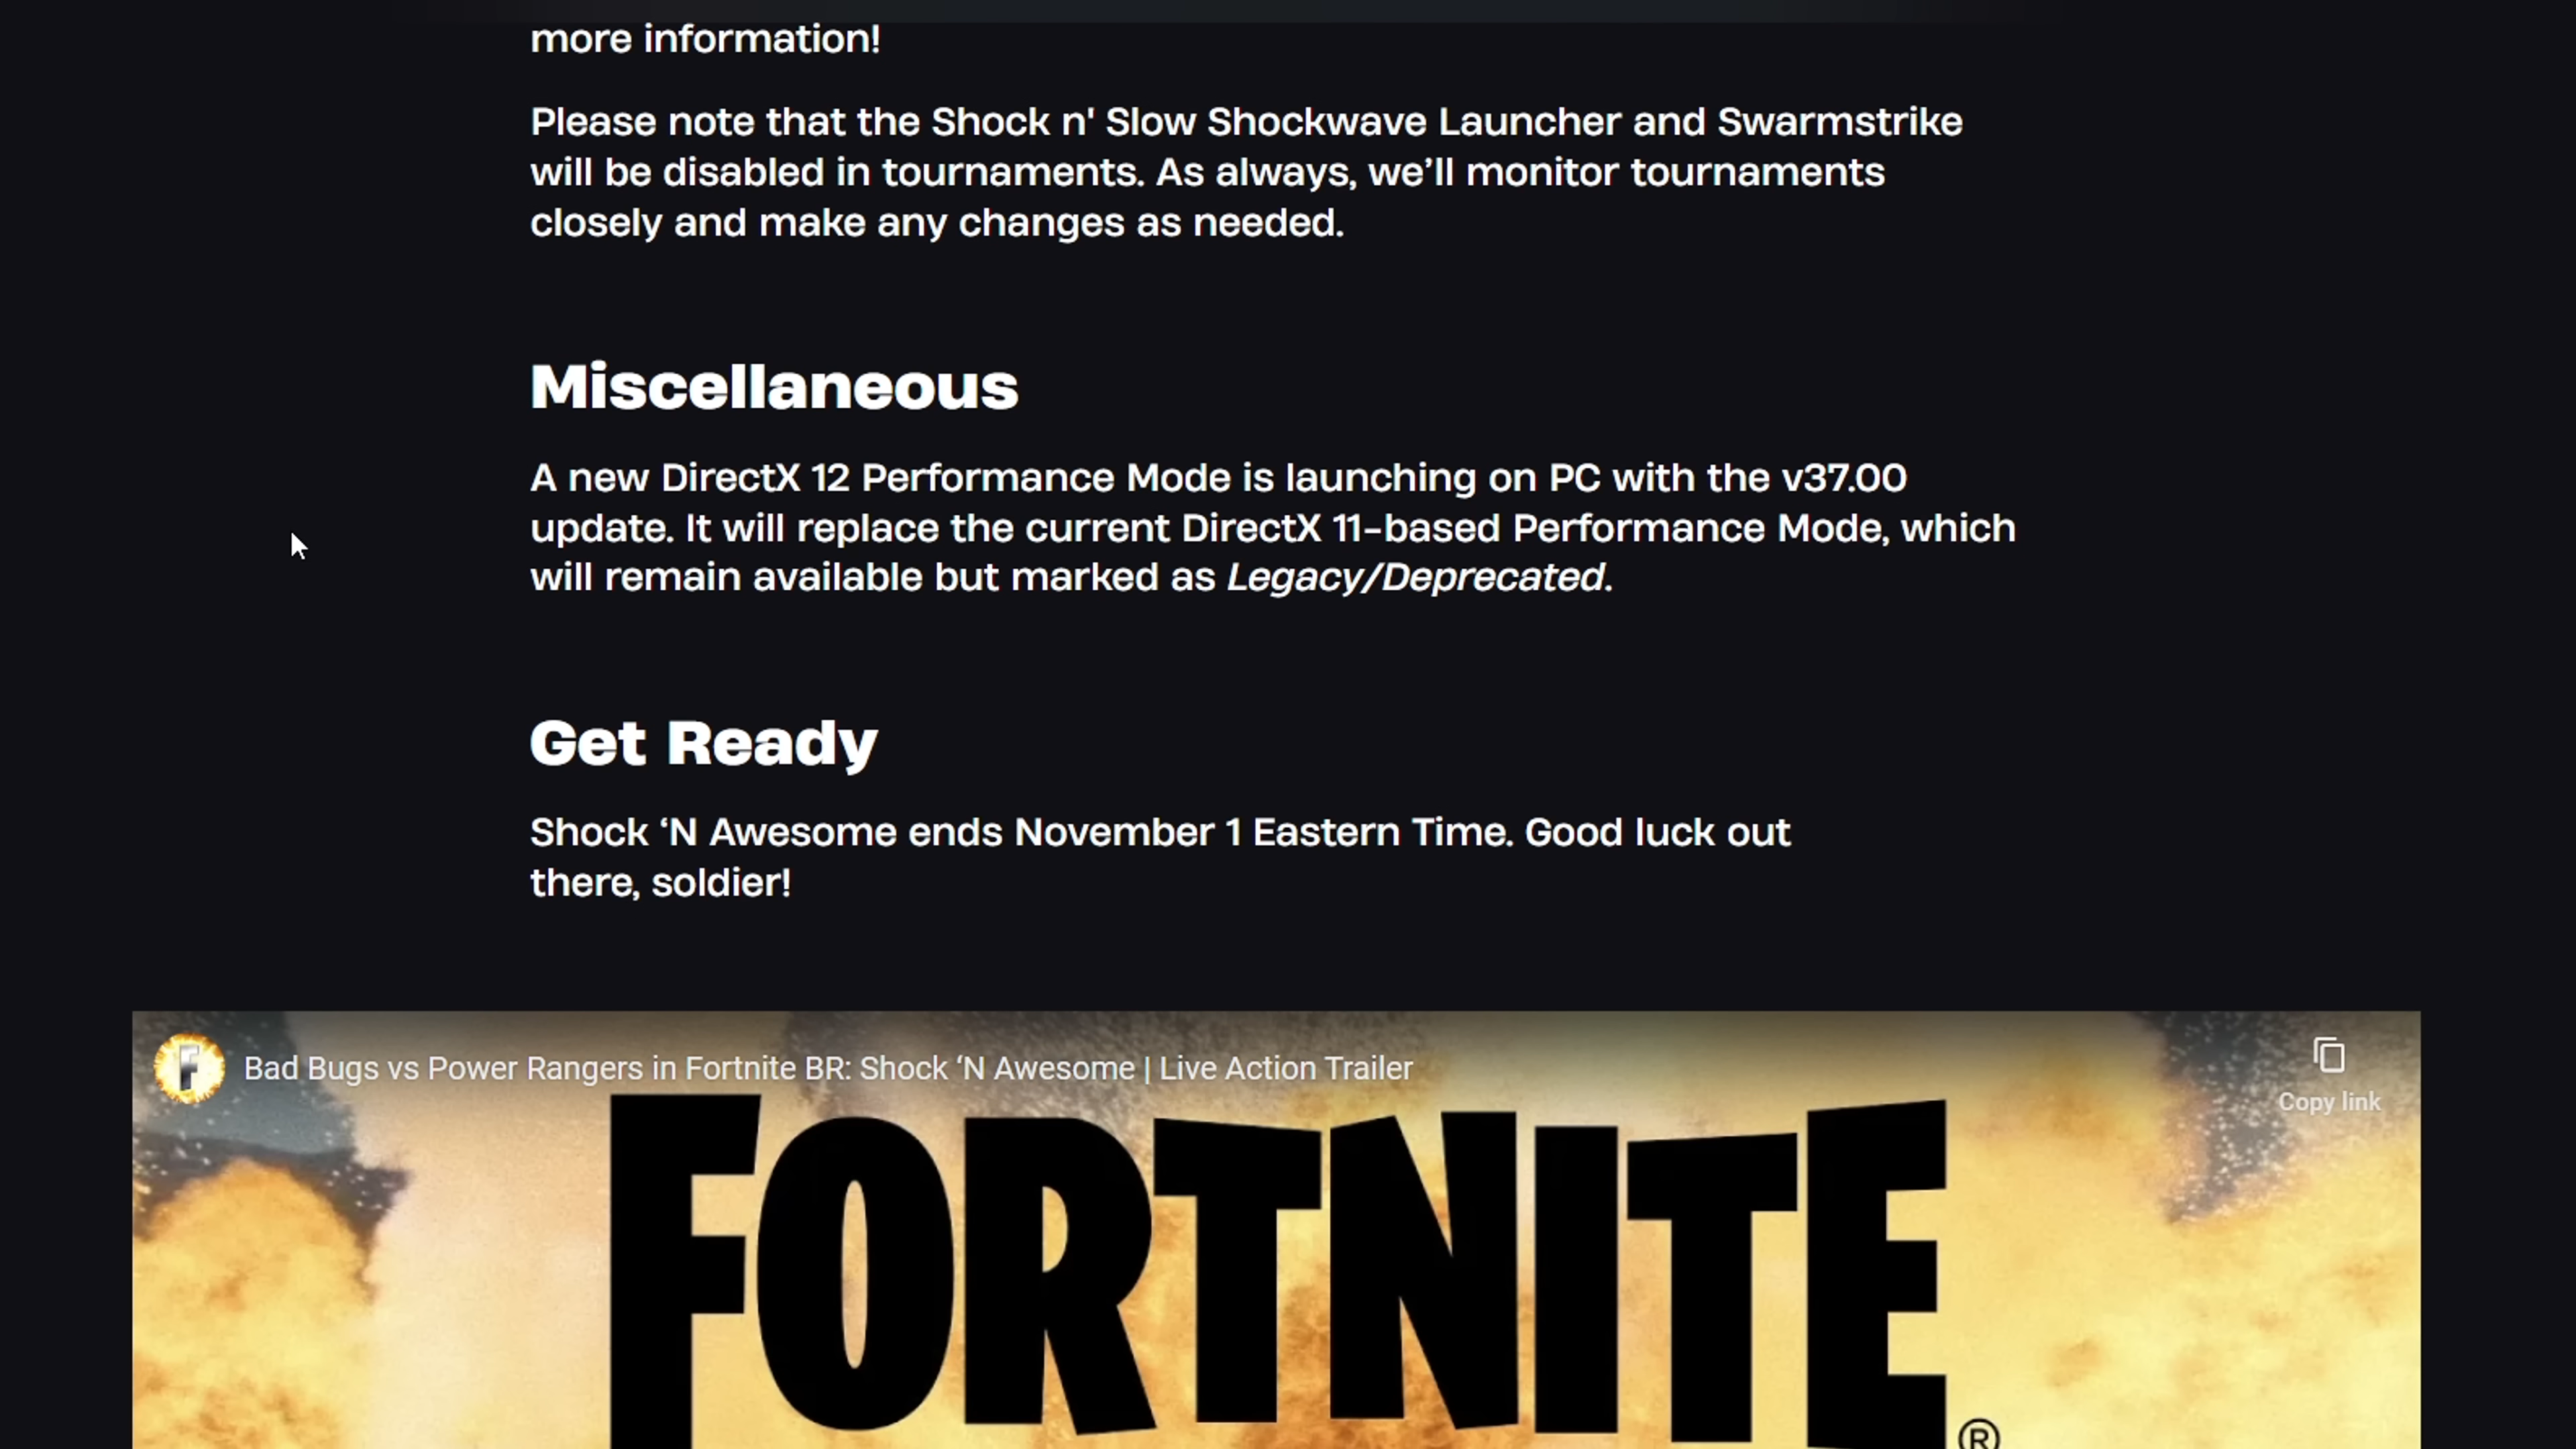 more information!
Please note that the Shock n' Slow Shockwave Launcher and Swarmstrike
will be disabled in tournaments. As always, we’ll monitor tournaments
closely and make any changes as needed.
Miscellaneous
A new DirectX 12 Performance Mode is launching on PC with the v37.00
update. It will replace the current DirectX 11-based Performance Mode, which
will remain available but marked as Legacy/Deprecated.
Get Ready
Shock ‘N Awesome ends November 1 Eastern Time. Good luck out
there, soldier!
F
Bad Bugs vs Power Rangers in Fortnite BR: Shock ‘N Awesome | Live Action Trailer
Copy link
FORTNITE®